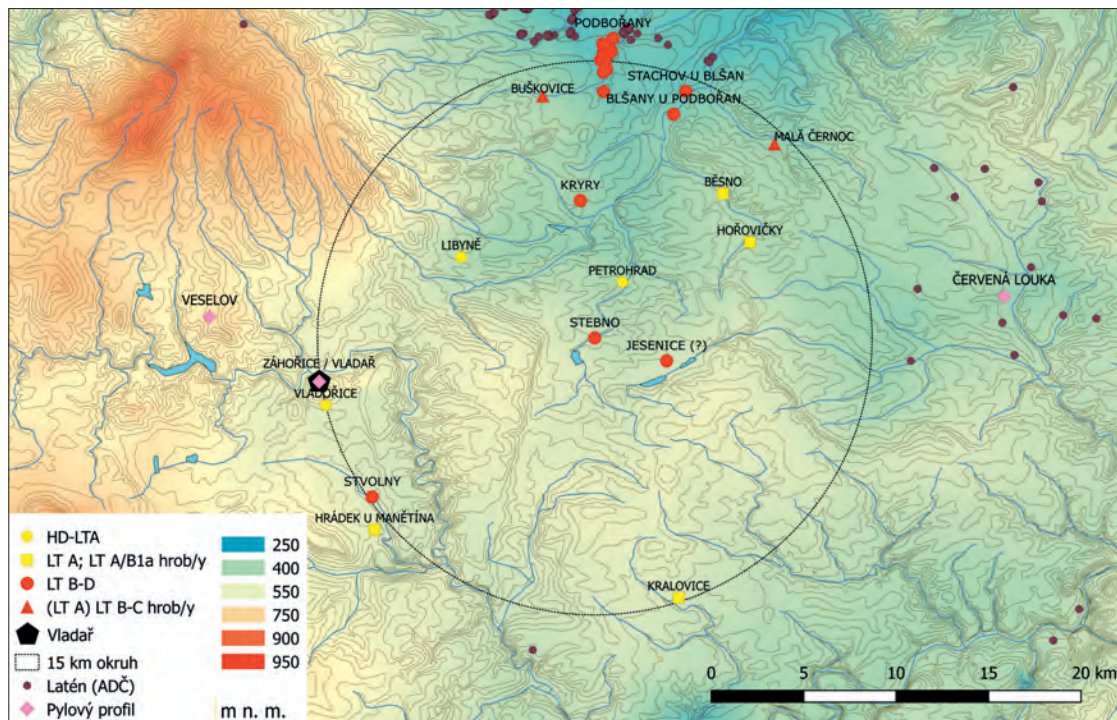 PODBOŘANY
STACHOV U BLŠAN
BUŠKOVICE
BLŠANY U PODBOŘAN
MALÁ ČERNOC
BĚSNO
KRYRY
HOŘOVIČKY
LIBYNĚ
PETROHRAD
ČERVENÁ LOUKA
VESELOV
STEBNO
JESENICE (?)
ZÁHOŘICE / VLADAŘ
VLADOŘICE
STVOLNY
HRÁDEK U MANĚTÍNA
KRALOVICE
HD-LTA
LT A; LT A/B1a hrob/y
LT B-D
(LT A) LT B-C hrob/y
Vladař
15 km okruh
Latén (ADČ)
Pylový profil
250
400
550
750
900
950
m n. m.
0 5 10 15 20 km